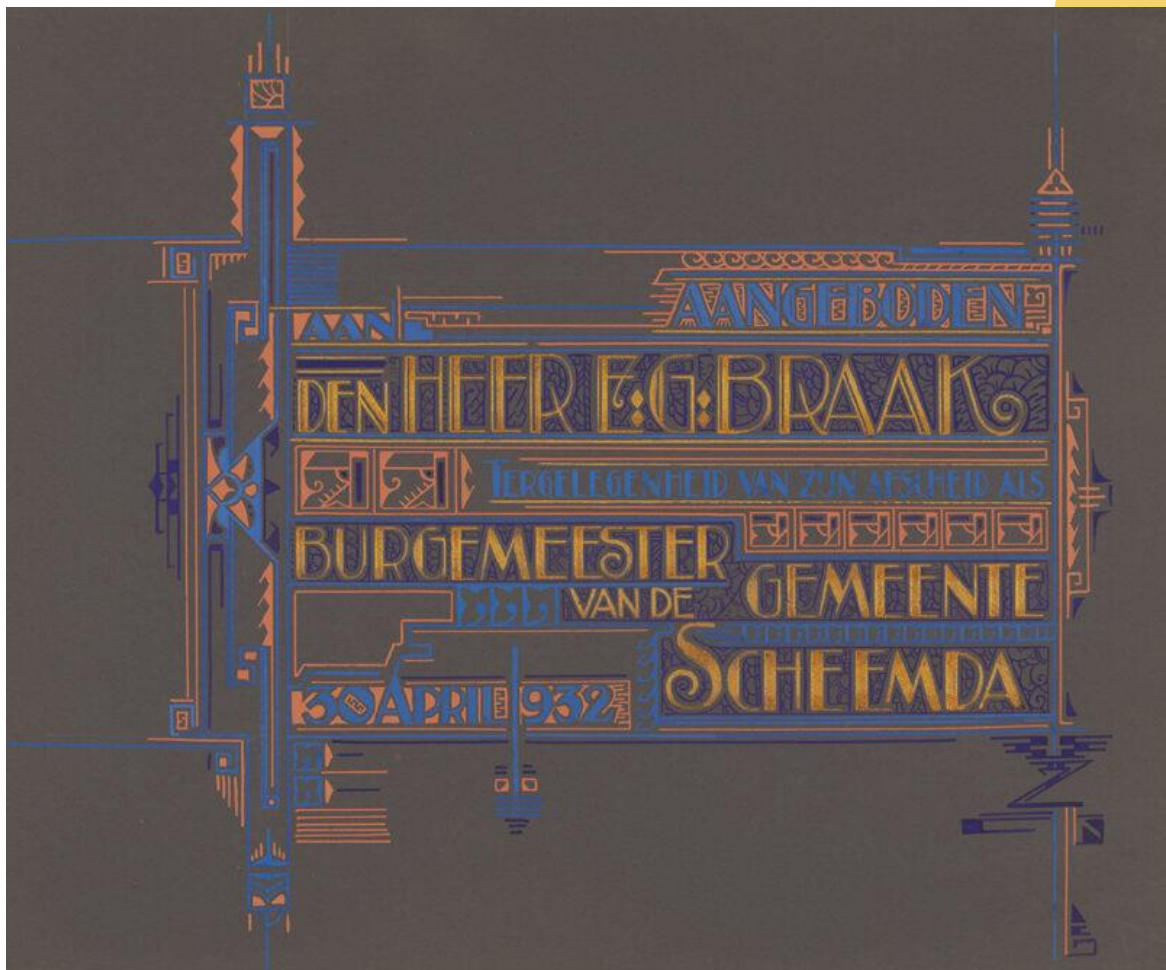 AANGEBODEN
AAN
DEN HEER E:G:BRAAK
TERGELEGENHEID VAN ZIJN AFSCHEID ALS
BURGEMEESTER
VAN DE GEMEENTE
SCHEEMDA
30 APRIL 1932